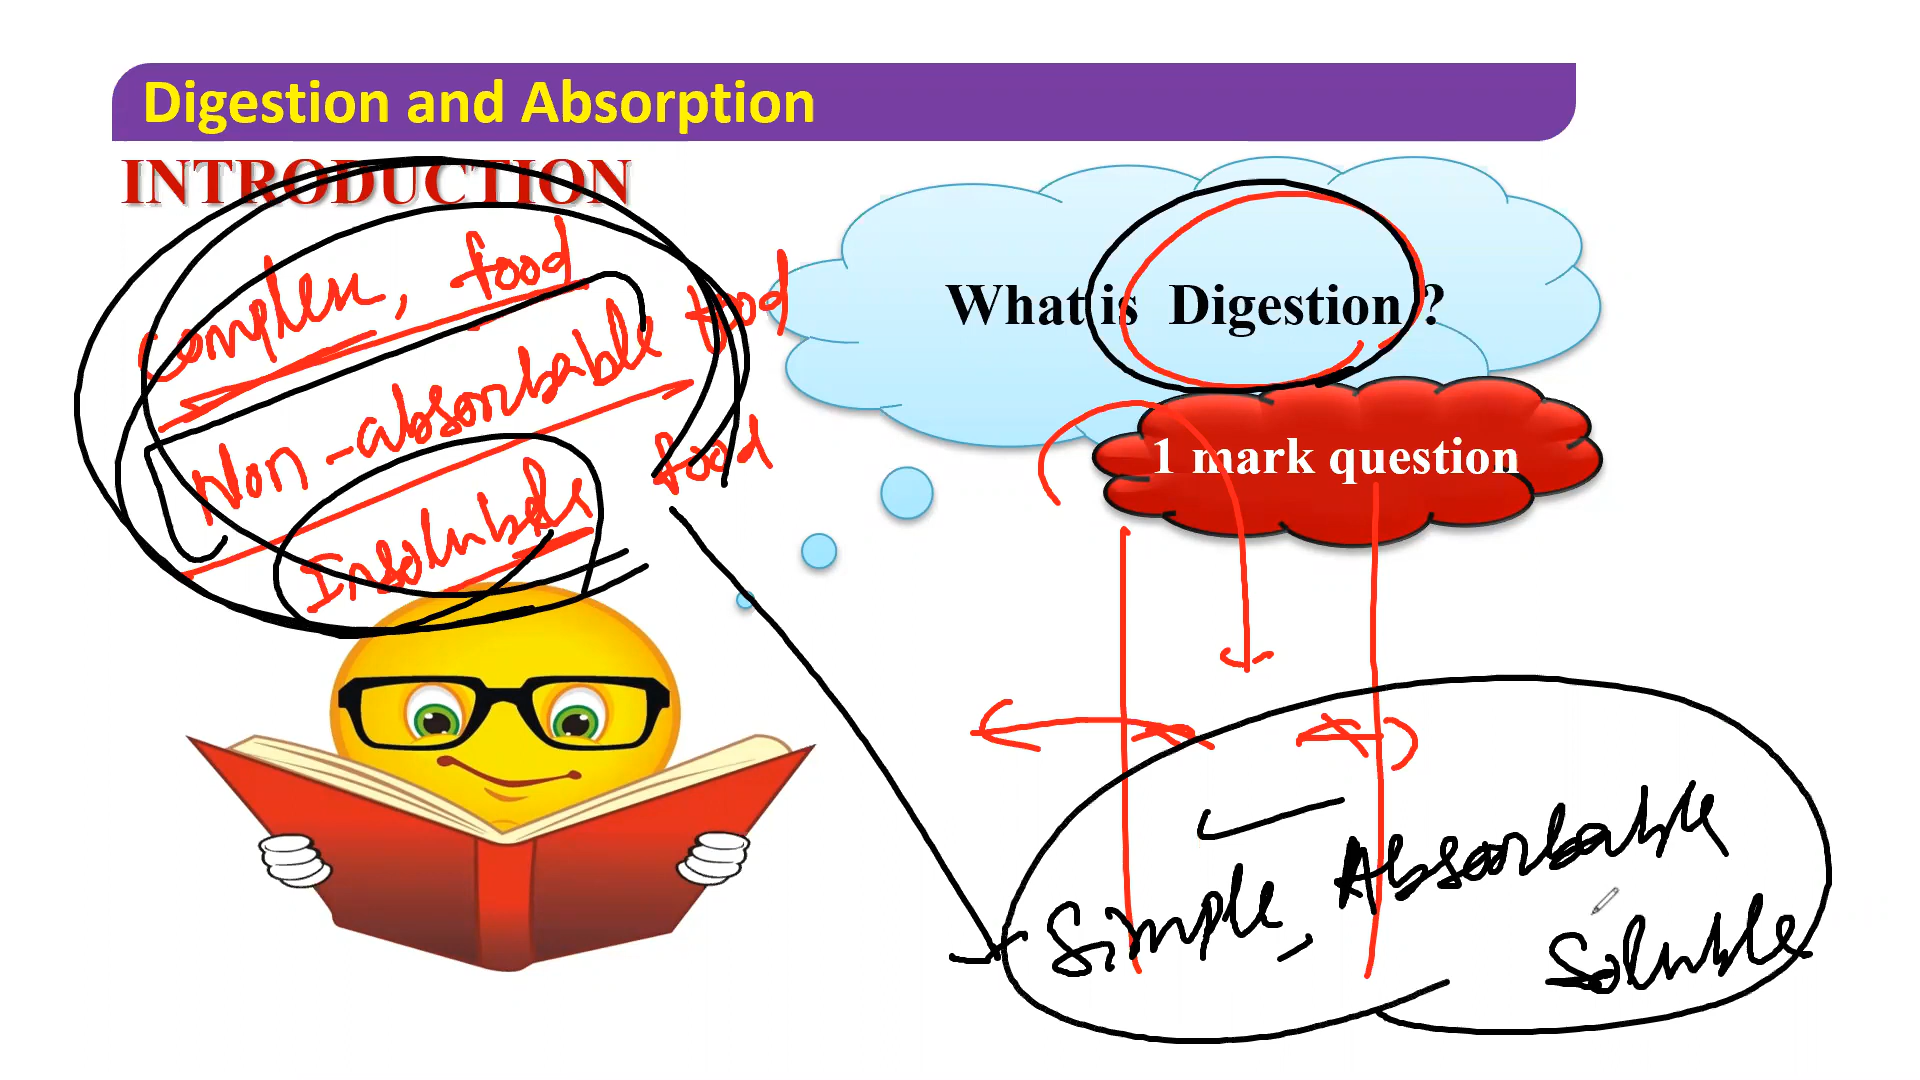 Digestion and Absorption
INTRODUCTION
Complex, food
Non-absorbable food
Insoluble food
What is Digestion ?
1 mark question
Simple, Absorbable
Soluble